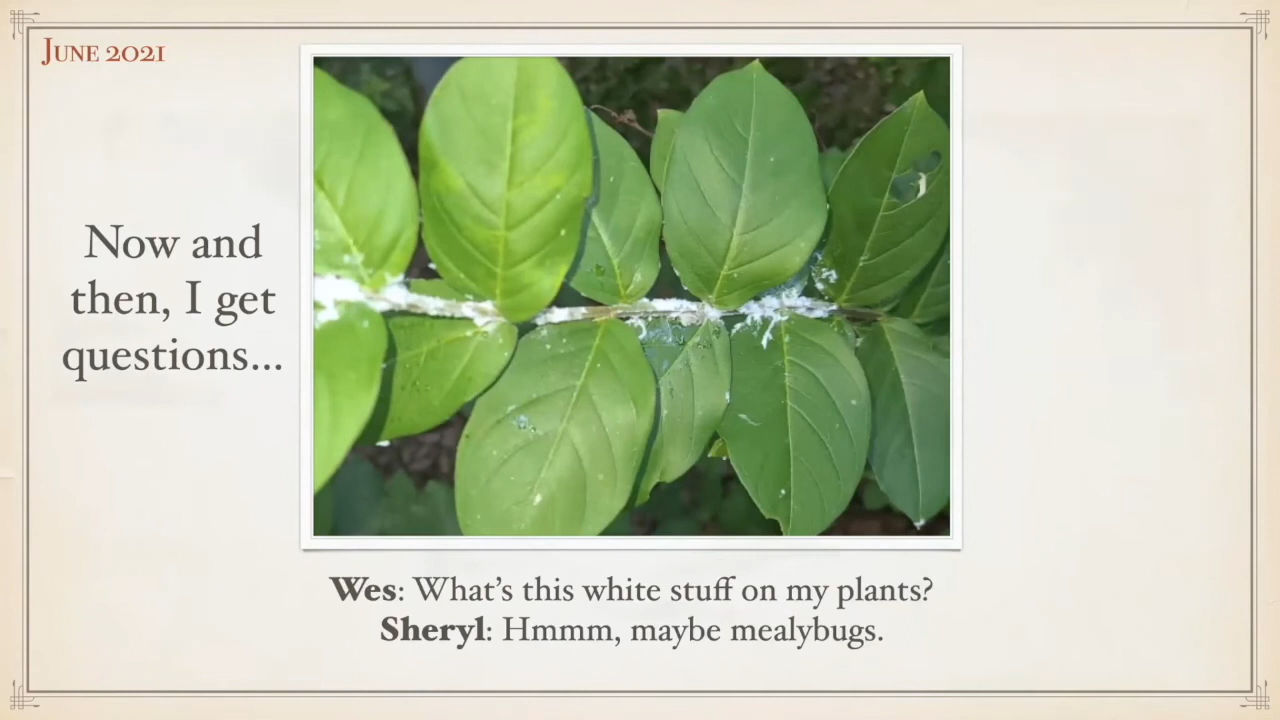 June 2021
Now and
then, I get
questions...
Wes: What's this white stuff on my plants?
Sheryl: Hmmm, maybe mealybugs.